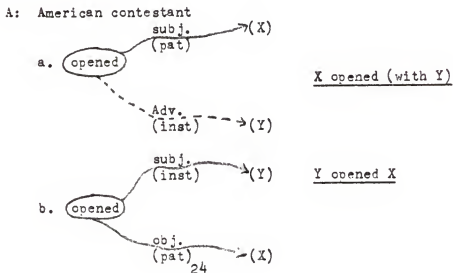 A: American contestant
subj.
(pat)
(X)
a. opened
X opened (with Y)
Adv.
(inst)
(Y)
subj.
(inst)
(Y)
Y opened X
b. opened
obj.
(pat)
(X)
24